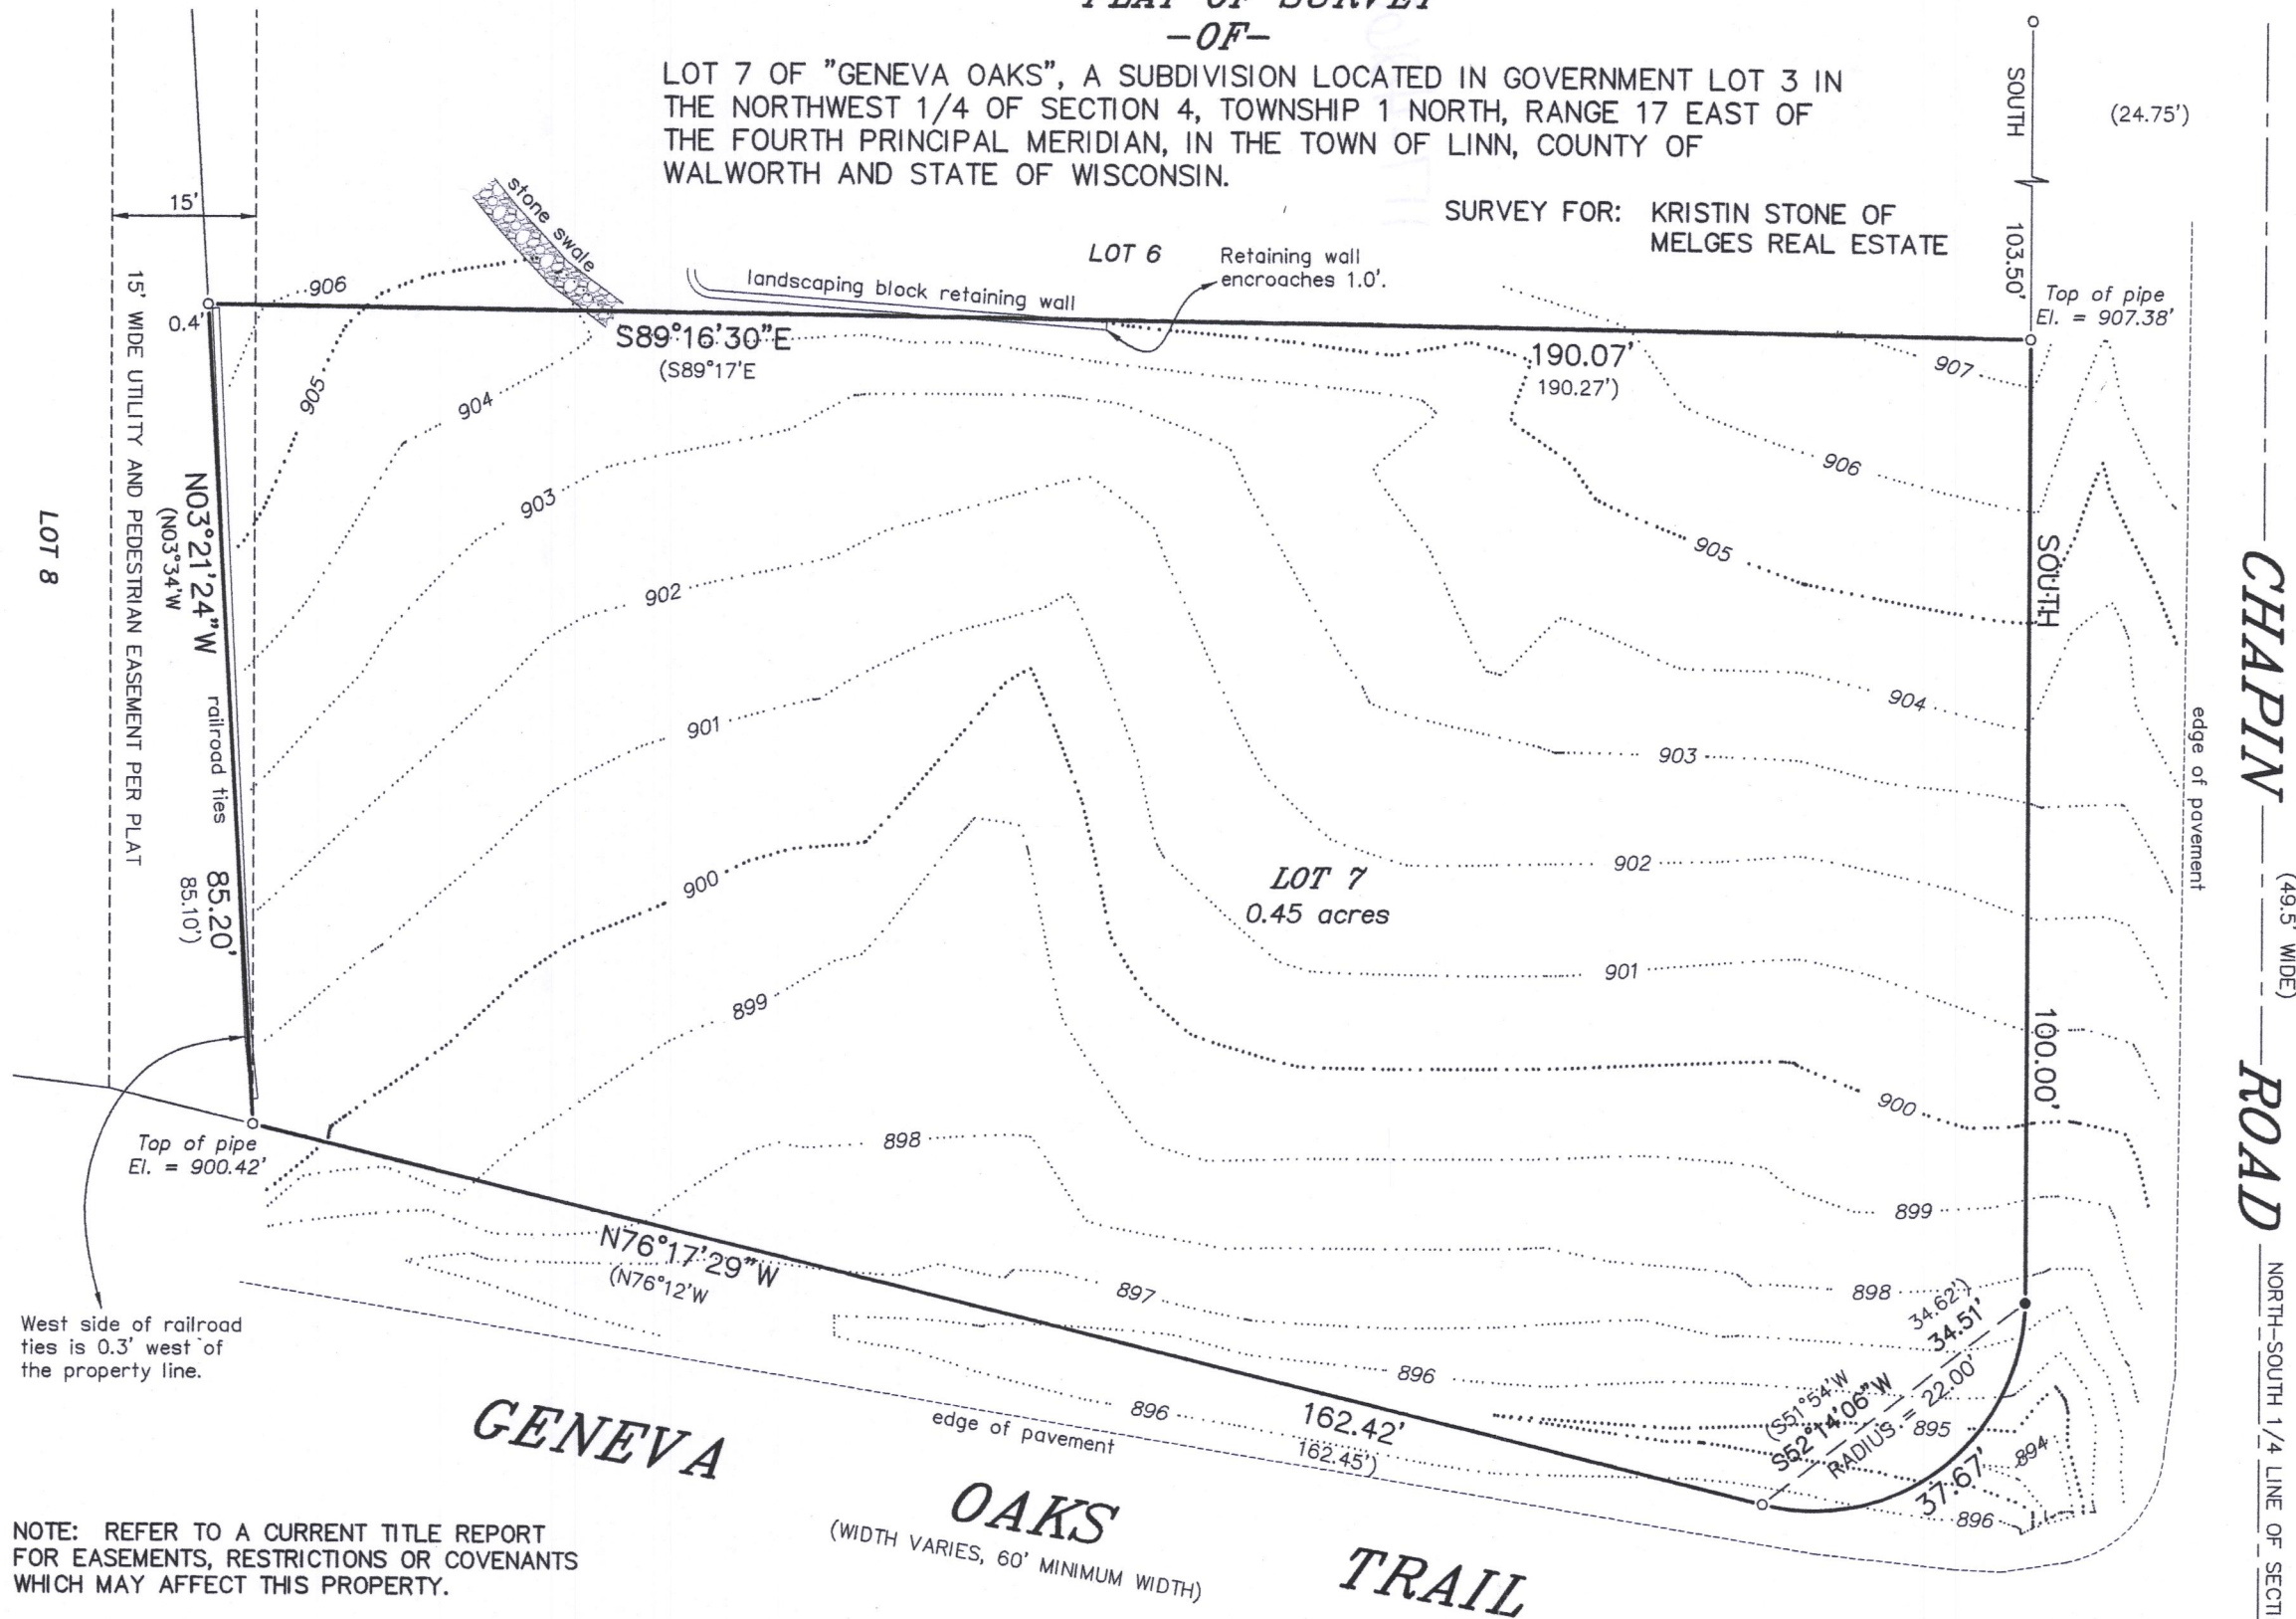 PLAT OF SURVEY
-OF-
LOT 7 OF "GENEVA OAKS", A SUBDIVISION LOCATED IN GOVERNMENT LOT 3 IN
THE NORTHWEST 1/4 OF SECTION 4, TOWNSHIP 1 NORTH, RANGE 17 EAST OF
THE FOURTH PRINCIPAL MERIDIAN, IN THE TOWN OF LINN, COUNTY OF
WALWORTH AND STATE OF WISCONSIN.
SURVEY FOR: KRISTIN STONE OF
MELGES REAL ESTATE
SOUTH
(24.75')
103.50'
15'
stone swale
LOT 6
Retaining wall
encroaches 1.0'.
landscaping block retaining wall
Top of pipe
El. = 907.38'
906
0.4'
S89°16'30"E
(S89°17'E
190.07'
190.27')
907
905
904
906
903
905
902
904
901
903
900
902
899
901
900
898
899
898
897
896
896
895
894
896
15' WIDE UTILITY AND PEDESTRIAN EASEMENT PER PLAT
LOT 8
N03°21'24"W
(N03°34'W
railroad ties
85.20'
85.10')
LOT 7
0.45 acres
SOUTH
100.00'
edge of pavement
CHAPIN
(49.5' WIDE)
ROAD
NORTH-SOUTH 1/4 LINE OF
Top of pipe
El. = 900.42'
West side of railroad
ties is 0.3' west of
the property line.
N76°17'29"W
(N76°12'W
162.42'
162.45')
34.62')
34.51'
(S51°54'W
S52°14'06"W
RADIUS = 22.00'
37.67'
edge of pavement
GENEVA
OAKS
TRAIL
(WIDTH VARIES, 60' MINIMUM WIDTH)
NOTE: REFER TO A CURRENT TITLE REPORT
FOR EASEMENTS, RESTRICTIONS OR COVENANTS
WHICH MAY AFFECT THIS PROPERTY.